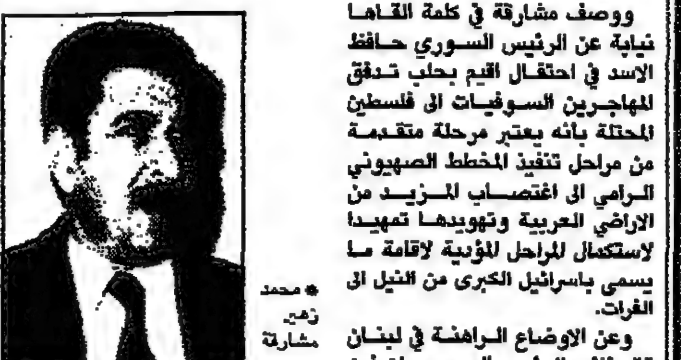 ووصف مشارقة في كلمة القاها
نيابة عن الرئيس السوري حافظ
الاسد في احتفال اقيم بحلب تدفق
المهاجرين السوفيات الى فلسطين
المحتلة بأنه يعتبر مرحلة متقدمة
من مراحل تنفيذ المخطط الصهيوني
الرامي الى اغتصاب المزيد من
الاراضي العربية وتهويدها تمهيدا
لاستكمال المراحل المؤدية لاقامة ما
يسمى باسرائيل الكبرى من النيل الى
الفرات.
وعن الاوضاع الراهنة في لبنان
* محمد
زهير
مشارقة